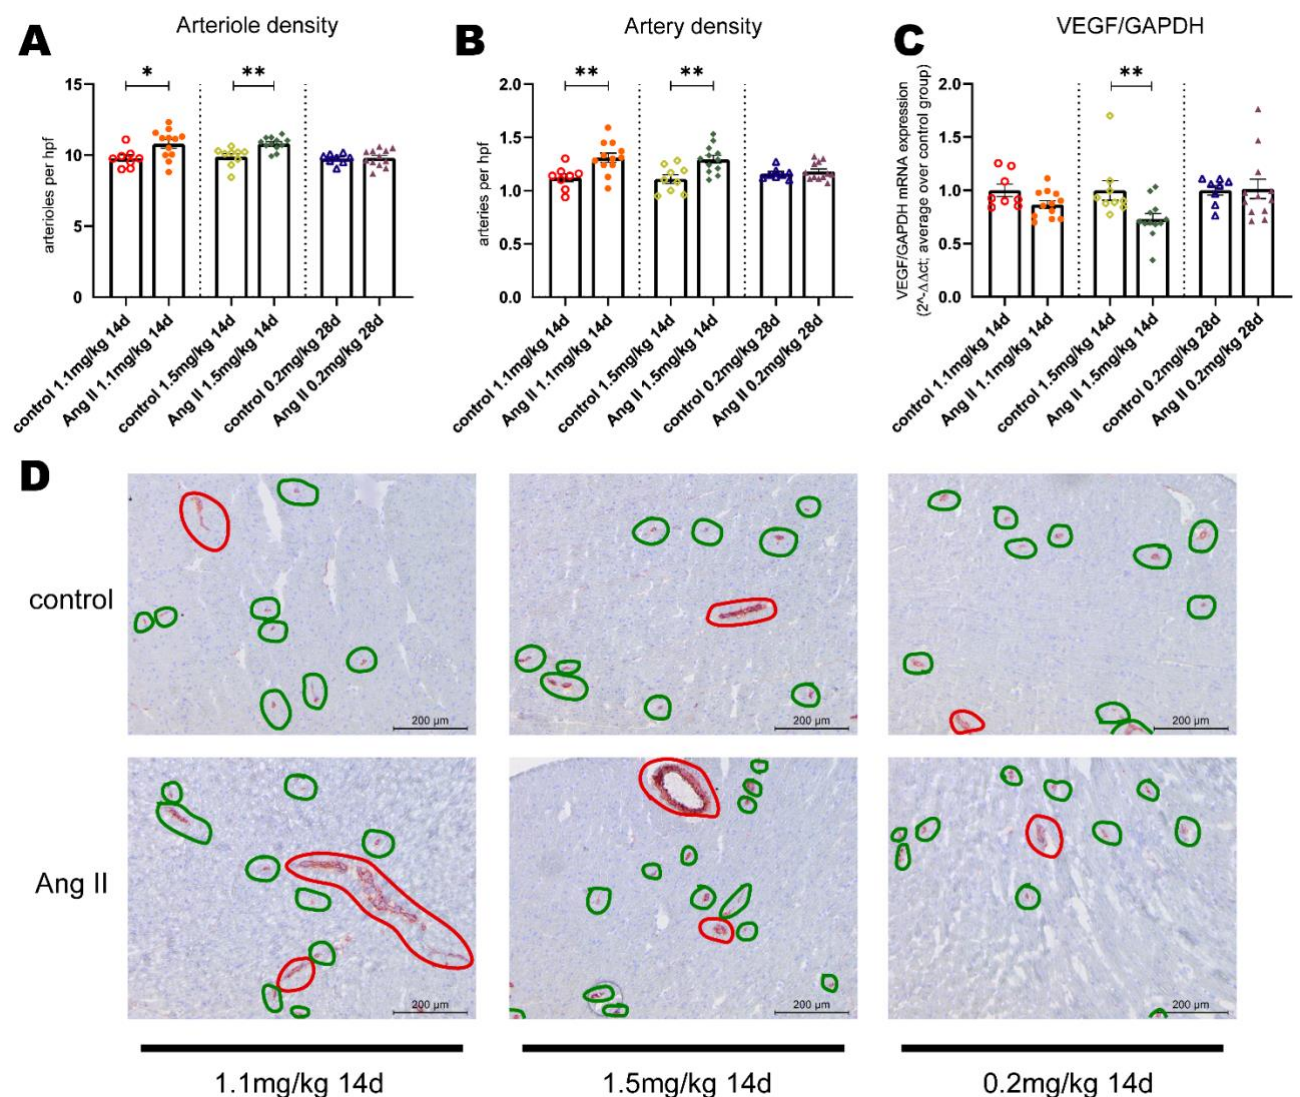 A
Arteriole density
arterioles per hpf
15
10
5
0
*
**
control 1.1mg/kg 14d
Ang II 1.1mg/kg 14d
control 1.5mg/kg 14d
Ang II 1.5mg/kg 14d
control 0.2mg/kg 28d
Ang II 0.2mg/kg 28d
B
Artery density
arteries per hpf
2.0
1.5
1.0
0.5
0.0
**
**
control 1.1mg/kg 14d
Ang II 1.1mg/kg 14d
control 1.5mg/kg 14d
Ang II 1.5mg/kg 14d
control 0.2mg/kg 28d
Ang II 0.2mg/kg 28d
C
VEGF/GAPDH
VEGF/GAPDH mRNA expression
(2^-ΔΔct; average over control group)
2.0
1.5
1.0
0.5
0.0
**
control 1.1mg/kg 14d
Ang II 1.1mg/kg 14d
control 1.5mg/kg 14d
Ang II 1.5mg/kg 14d
control 0.2mg/kg 28d
Ang II 0.2mg/kg 28d
D
control
200 µm
200 µm
200 µm
Ang II
200 µm
200 µm
200 µm
1.1mg/kg 14d
1.5mg/kg 14d
0.2mg/kg 14d